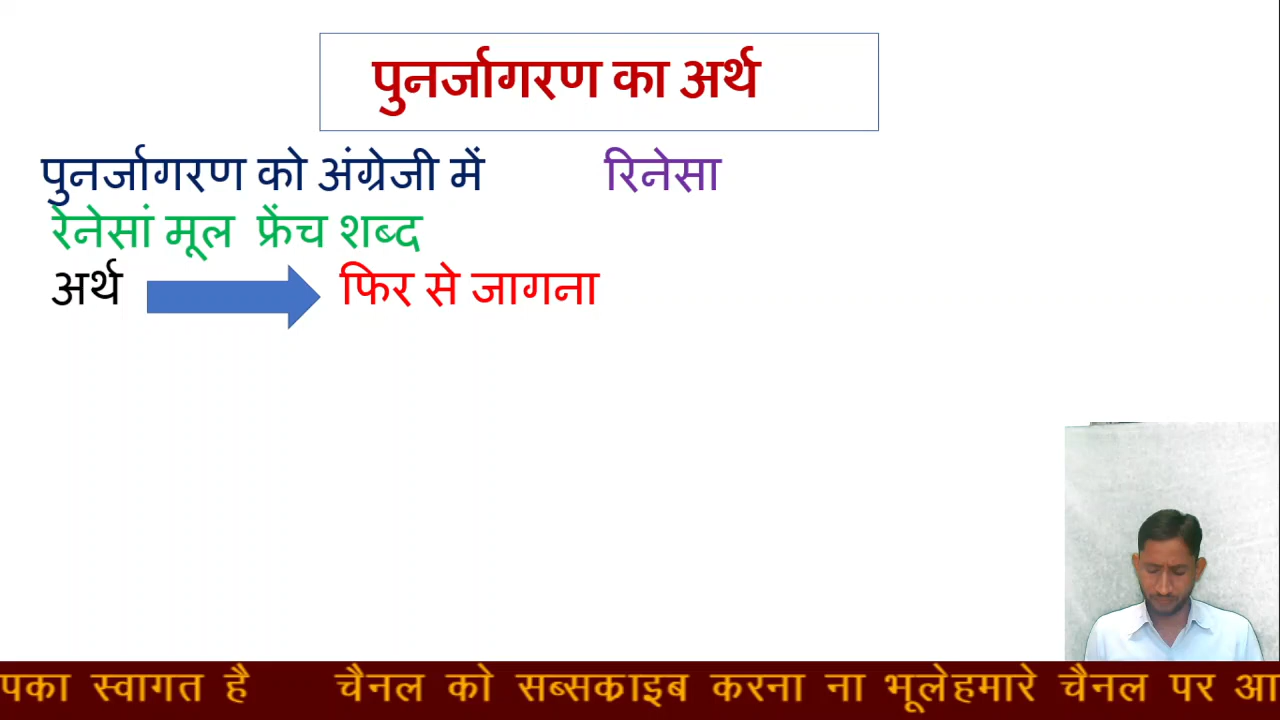 पुनर्जागरण का अर्थ
पुनर्जागरण को अंग्रेजी में रिनेसा
रेनेसां मूल फ्रेंच शब्द
अर्थ फिर से जागना
पका स्वागत है चैनल को सब्सक्राइब करना ना भूलेहमारे चैनल पर आ